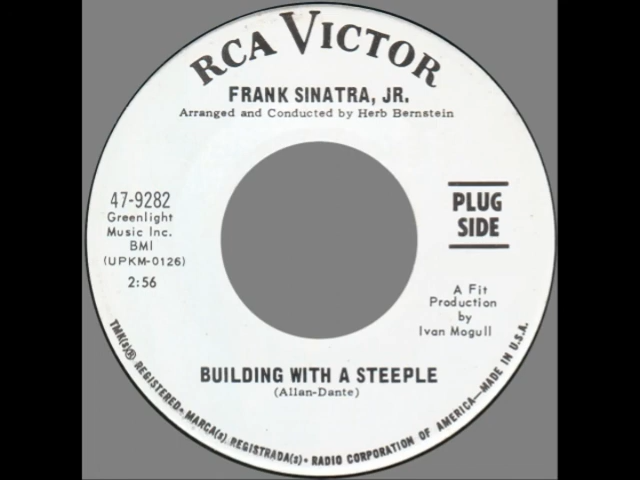 RCA VICTOR
FRANK SINATRA, JR.
Arranged and Conducted by Herb Bernstein
47-9282
Greenlight
Music Inc.
BMI
(UPKM-0126)
2:56
PLUG
SIDE
A Fit
Production
by
Ivan Mogull
BUILDING WITH A STEEPLE
(Allan-Dante)
TMK(s)® REGISTERED • MARCA(s) REGISTRADA(s) • RADIO CORPORATION OF AMERICA—MADE IN U.S.A.